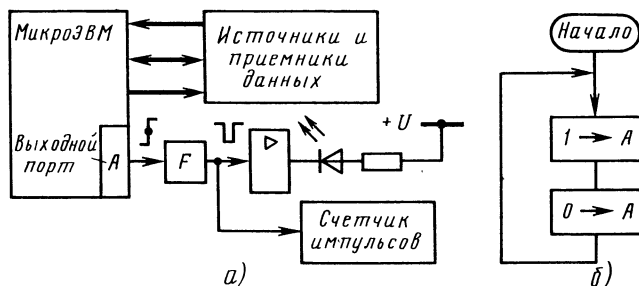 МикроЭВМ
Источники и
приемники
данных
Начало
+U
Выходной
порт
A
F
1 → A
0 → A
Счетчик
импульсов
а)
б)